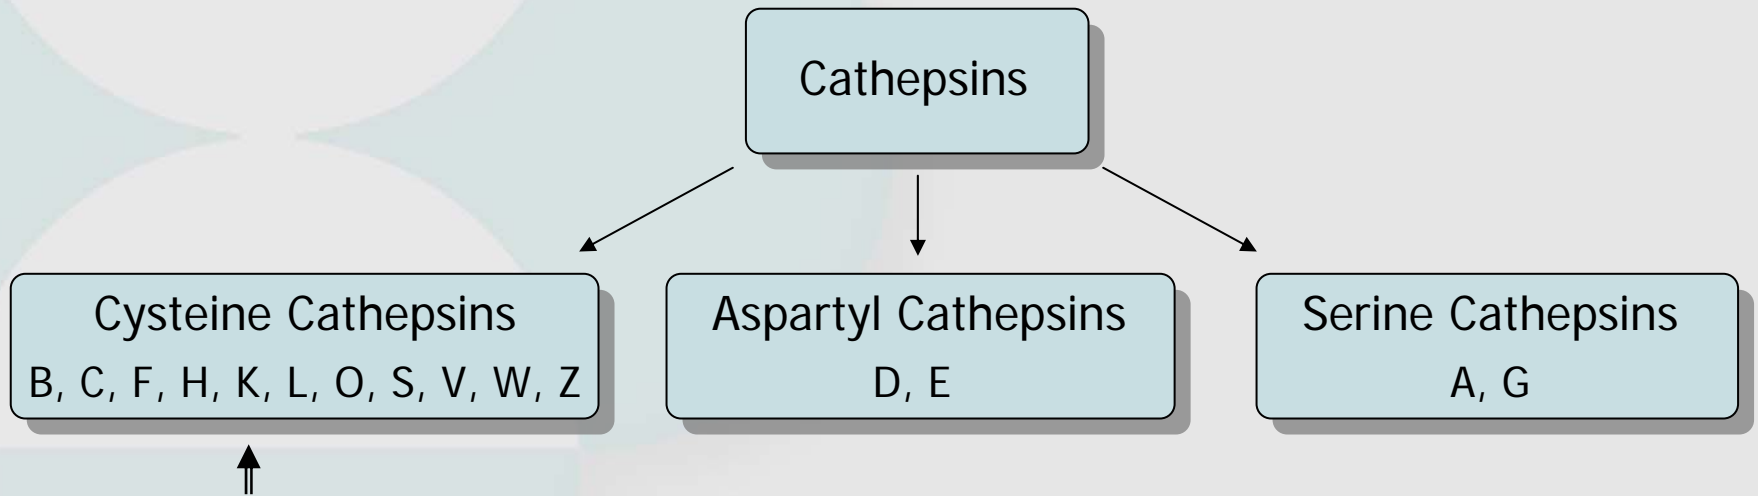 Cathepsins
Cysteine Cathepsins
B, C, F, H, K, L, O, S, V, W, Z
Aspartyl Cathepsins
D, E
Serine Cathepsins
A, G